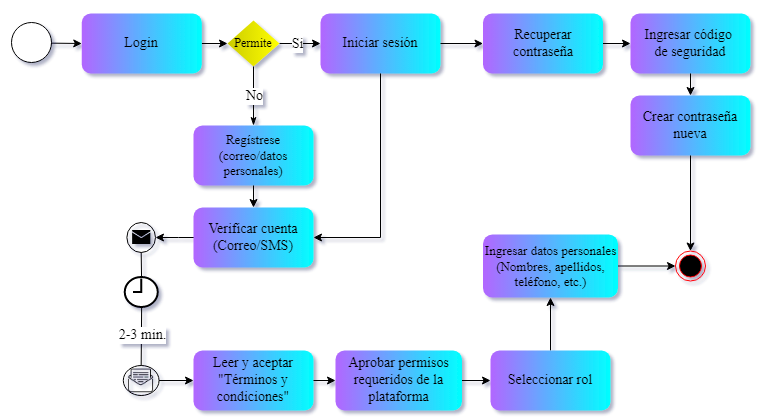 Login
Permite
Si
Iniciar sesión
Recuperar
contraseña
Ingresar código
de seguridad
No
Crear contraseña
nueva
Regístrese
(correo/datos
personales)
Verificar cuenta
(Correo/SMS)
Ingresar datos personales
(Nombres, apellidos,
teléfono, etc.)
2-3 min.
Leer y aceptar
"Términos y
condiciones"
Aprobar permisos
requeridos de la
plataforma
Seleccionar rol